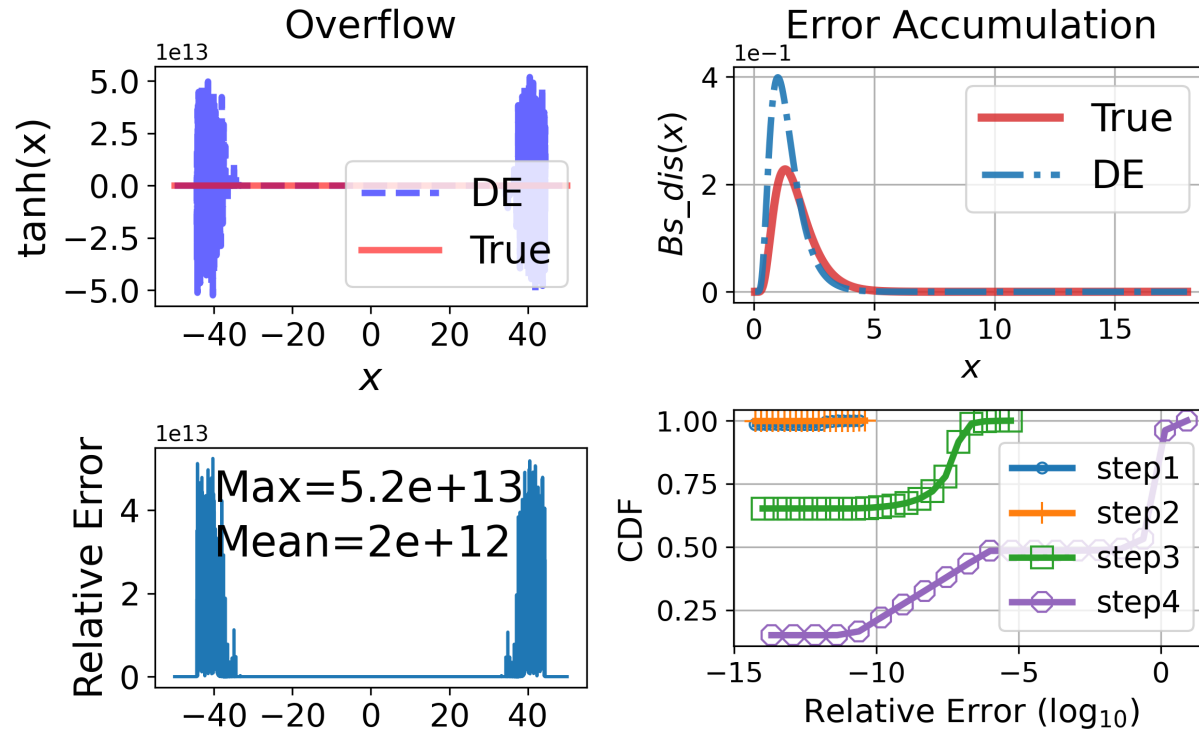 Overflow
1e13
5.0
2.5
0.0
−2.5
−5.0
tanh(x)
DE
True
−40 −20 0 20 40
x
Error Accumulation
1e−1
4
2
0
Bs_dis(x)
True
DE
0 5 10 15
x
1e13
4
2
0
Relative Error
Max=5.2e+13
Mean=2e+12
−40 −20 0 20 40
1.00
0.75
0.50
0.25
CDF
step1
step2
step3
step4
−15 −10 −5 0
Relative Error (log₁₀)